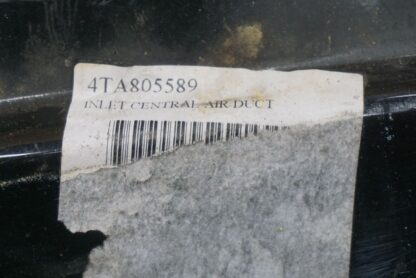 4TA805589
INLET CENTRAL AIR DUCT